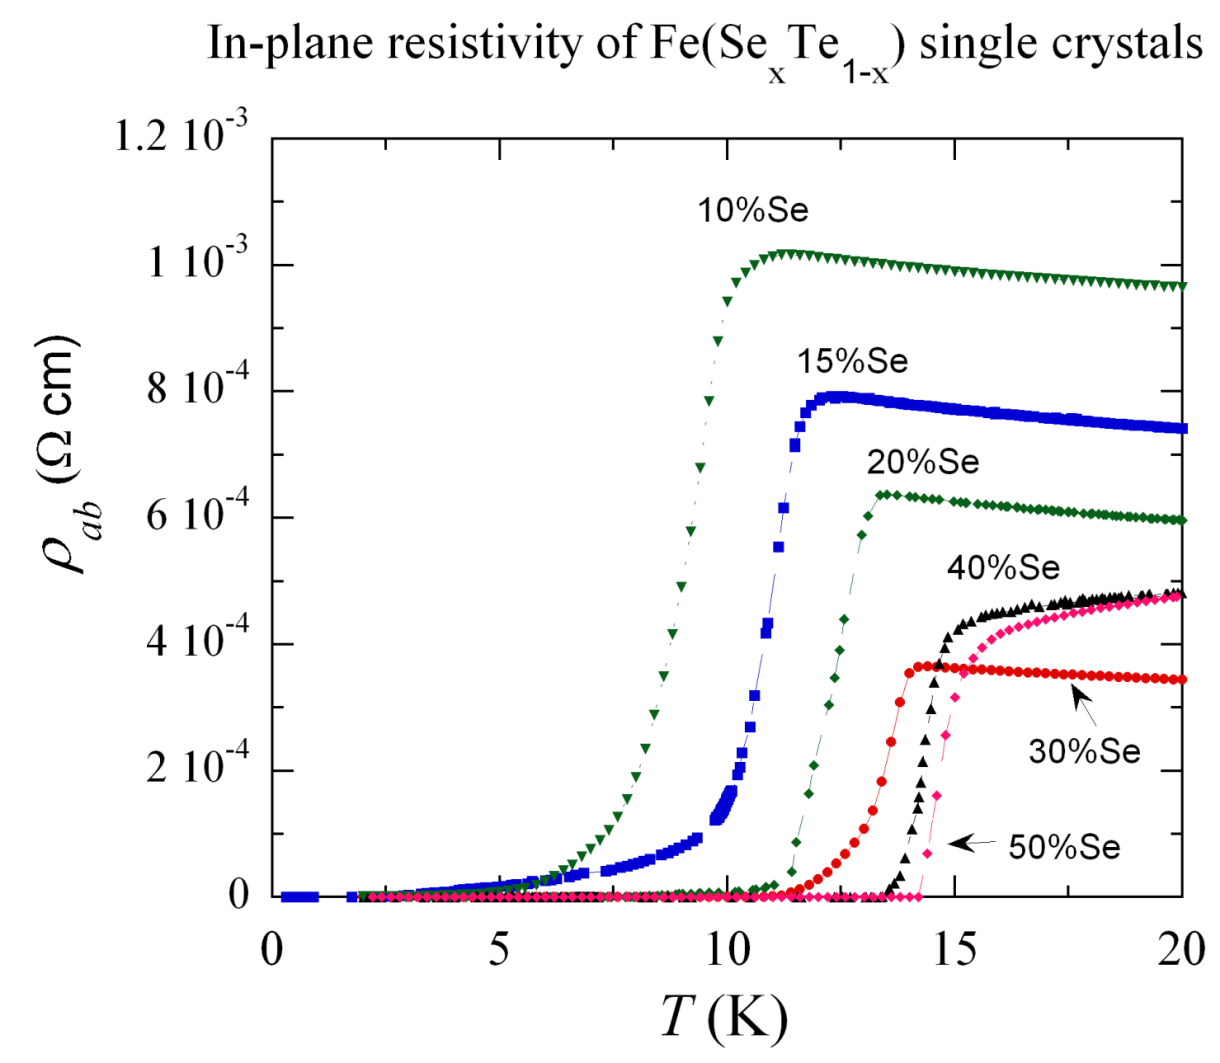 In-plane resistivity of Fe(SexTe1-x) single crystals
1.2 10-3
1 10-3
8 10-4
6 10-4
4 10-4
2 10-4
0
ρab (Ω cm)
10%Se
15%Se
20%Se
40%Se
30%Se
50%Se
0 5 10 15 20
T (K)